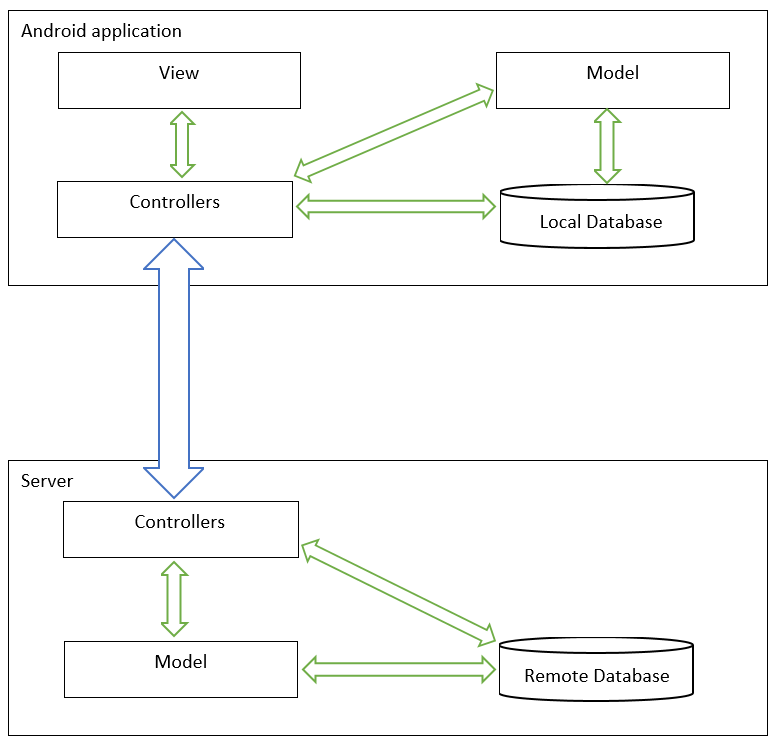 Android application
View
Model
Controllers
Local Database
Server
Controllers
Model
Remote Database